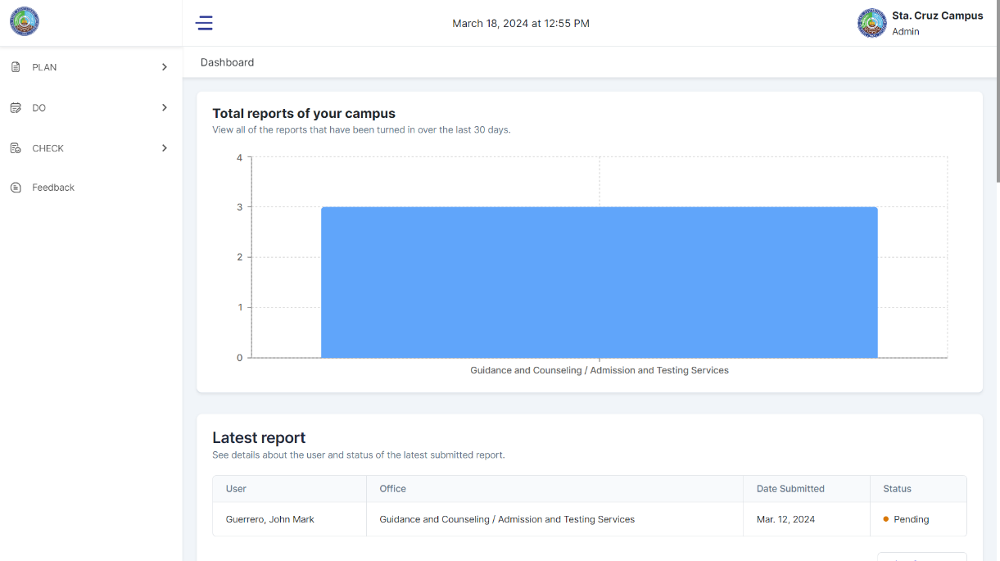 March 18, 2024 at 12:55 PM
Sta. Cruz Campus
Admin
PLAN
DO
CHECK
Feedback
Dashboard
Total reports of your campus
View all of the reports that have been turned in over the last 30 days.
4
3
2
1
0
Guidance and Counseling / Admission and Testing Services
Latest report
See details about the user and status of the latest submitted report.
User Office Date Submitted Status
Guerrero, John Mark Guidance and Counseling / Admission and Testing Services Mar. 12, 2024 Pending